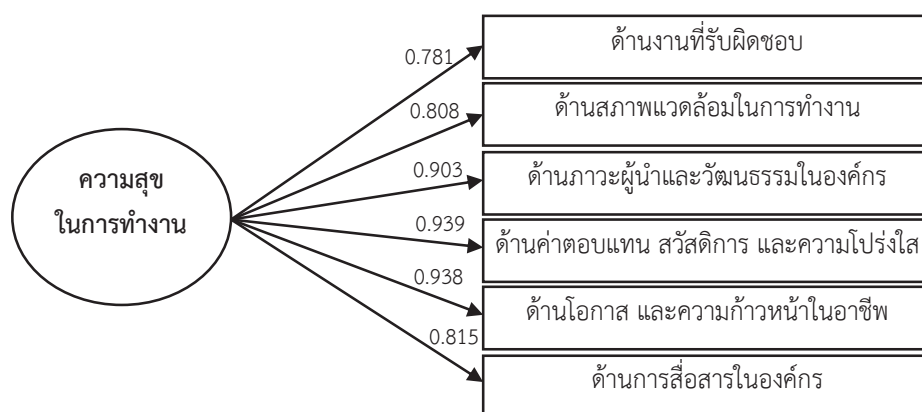 ด้านงานที่รับผิดชอบ
0.781
ด้านสภาพแวดล้อมในการทำงาน
0.808
ด้านภาวะผู้นำและวัฒนธรรมในองค์กร
0.903
ความสุข
ในการทำงาน
0.939
ด้านค่าตอบแทน สวัสดิการ และความโปร่งใส
0.938
ด้านโอกาส และความก้าวหน้าในอาชีพ
0.815
ด้านการสื่อสารในองค์กร